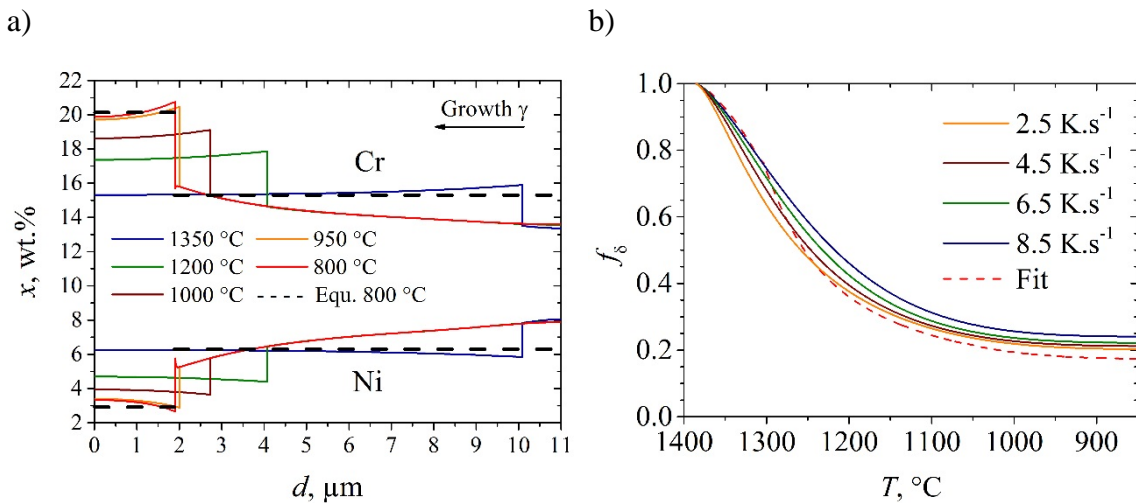 a)
b)
22
20
18
16
14
12
10
8
6
4
2
x, wt.%
Growth γ
Cr
1350 °C
950 °C
1200 °C
800 °C
1000 °C
Equ. 800 °C
Ni
0 1 2 3 4 5 6 7 8 9 10 11
d, µm
1.0
0.8
0.6
0.4
0.2
0.0
fδ
2.5 K.s⁻¹
4.5 K.s⁻¹
6.5 K.s⁻¹
8.5 K.s⁻¹
Fit
1400 1300 1200 1100 1000 900
T, °C